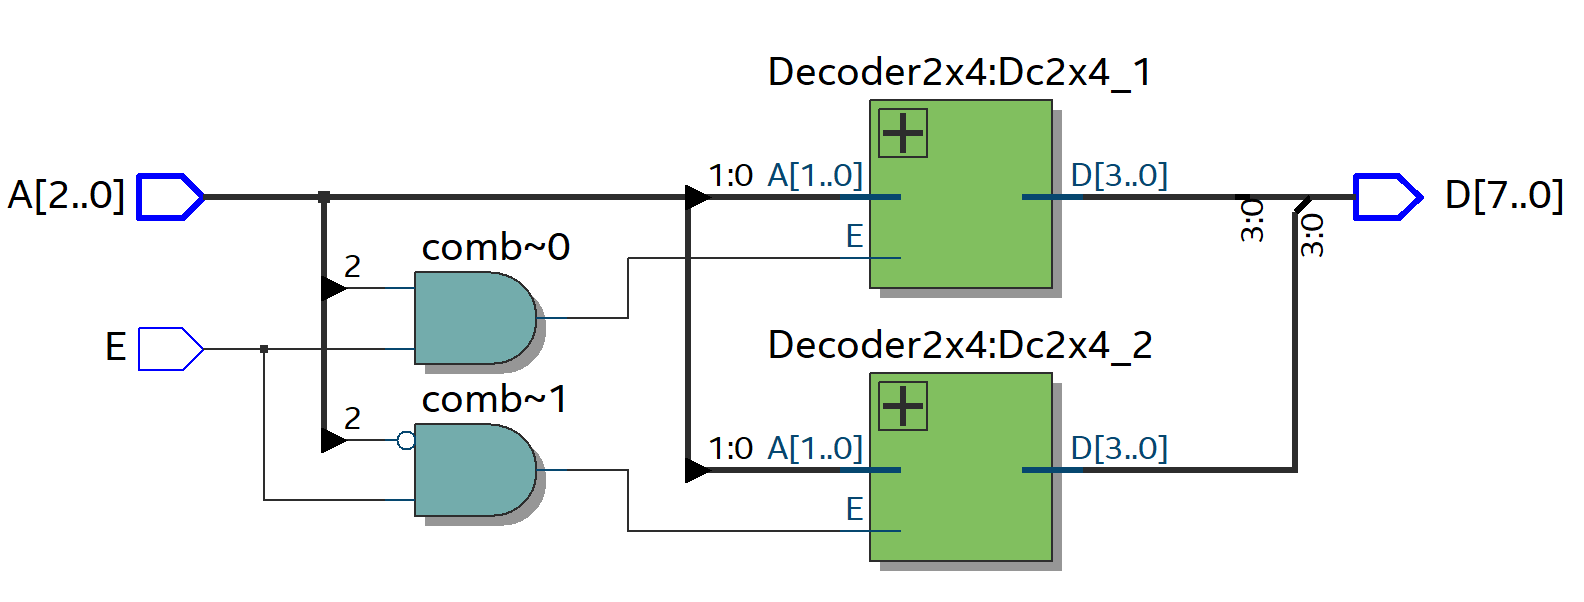 Decoder2x4:Dc2x4_1
A[2..0]
1:0 A[1..0]
D[3..0]
D[7..0]
3:0
3:0
E
comb~0
2
E
Decoder2x4:Dc2x4_2
comb~1
2
1:0 A[1..0]
D[3..0]
E